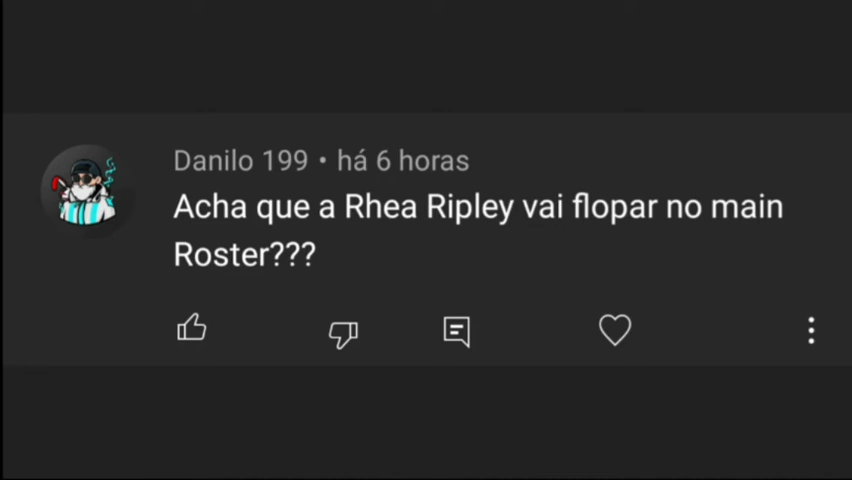 Danilo 199 • há 6 horas
Acha que a Rhea Ripley vai flopar no main
Roster???